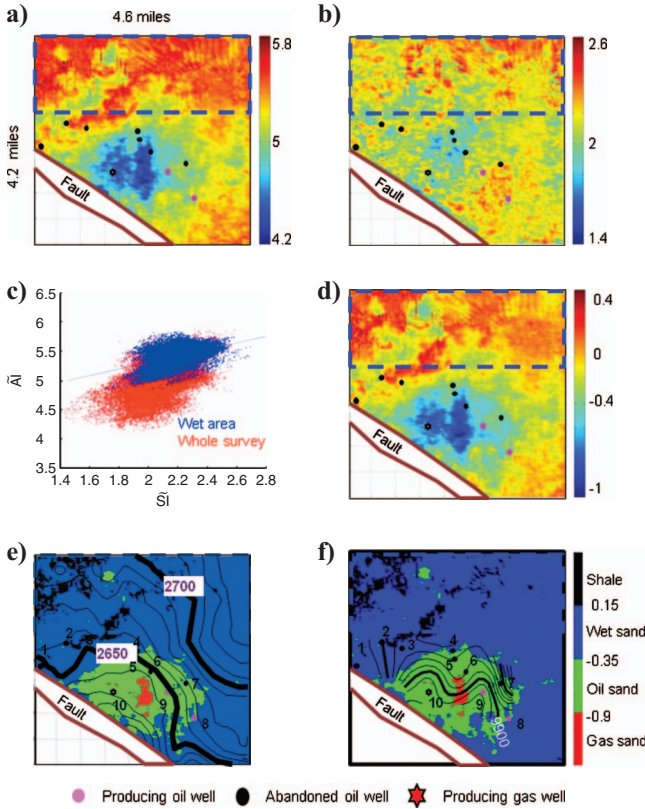 a)
4.6 miles
5.8
5
4.2
4.2 miles
Fault
b)
2.6
2
1.4
Fault
c)
6.5
5.5
4.5
3.5
ÃI
1.4 1.6 2 2.2 2.4 2.6 2.8
S̃I
Wet area
Whole survey
d)
0.4
0
-0.4
-1
Fault
e)
2700
2650
1 2 3 4 5 6 7 8 9 10
Fault
f)
1 2 3 4 5 6 7 8 9 10
9900
Fault
Shale
0.15
Wet sand
-0.35
Oil sand
-0.9
Gas sand
Producing oil well Abandoned oil well Producing gas well